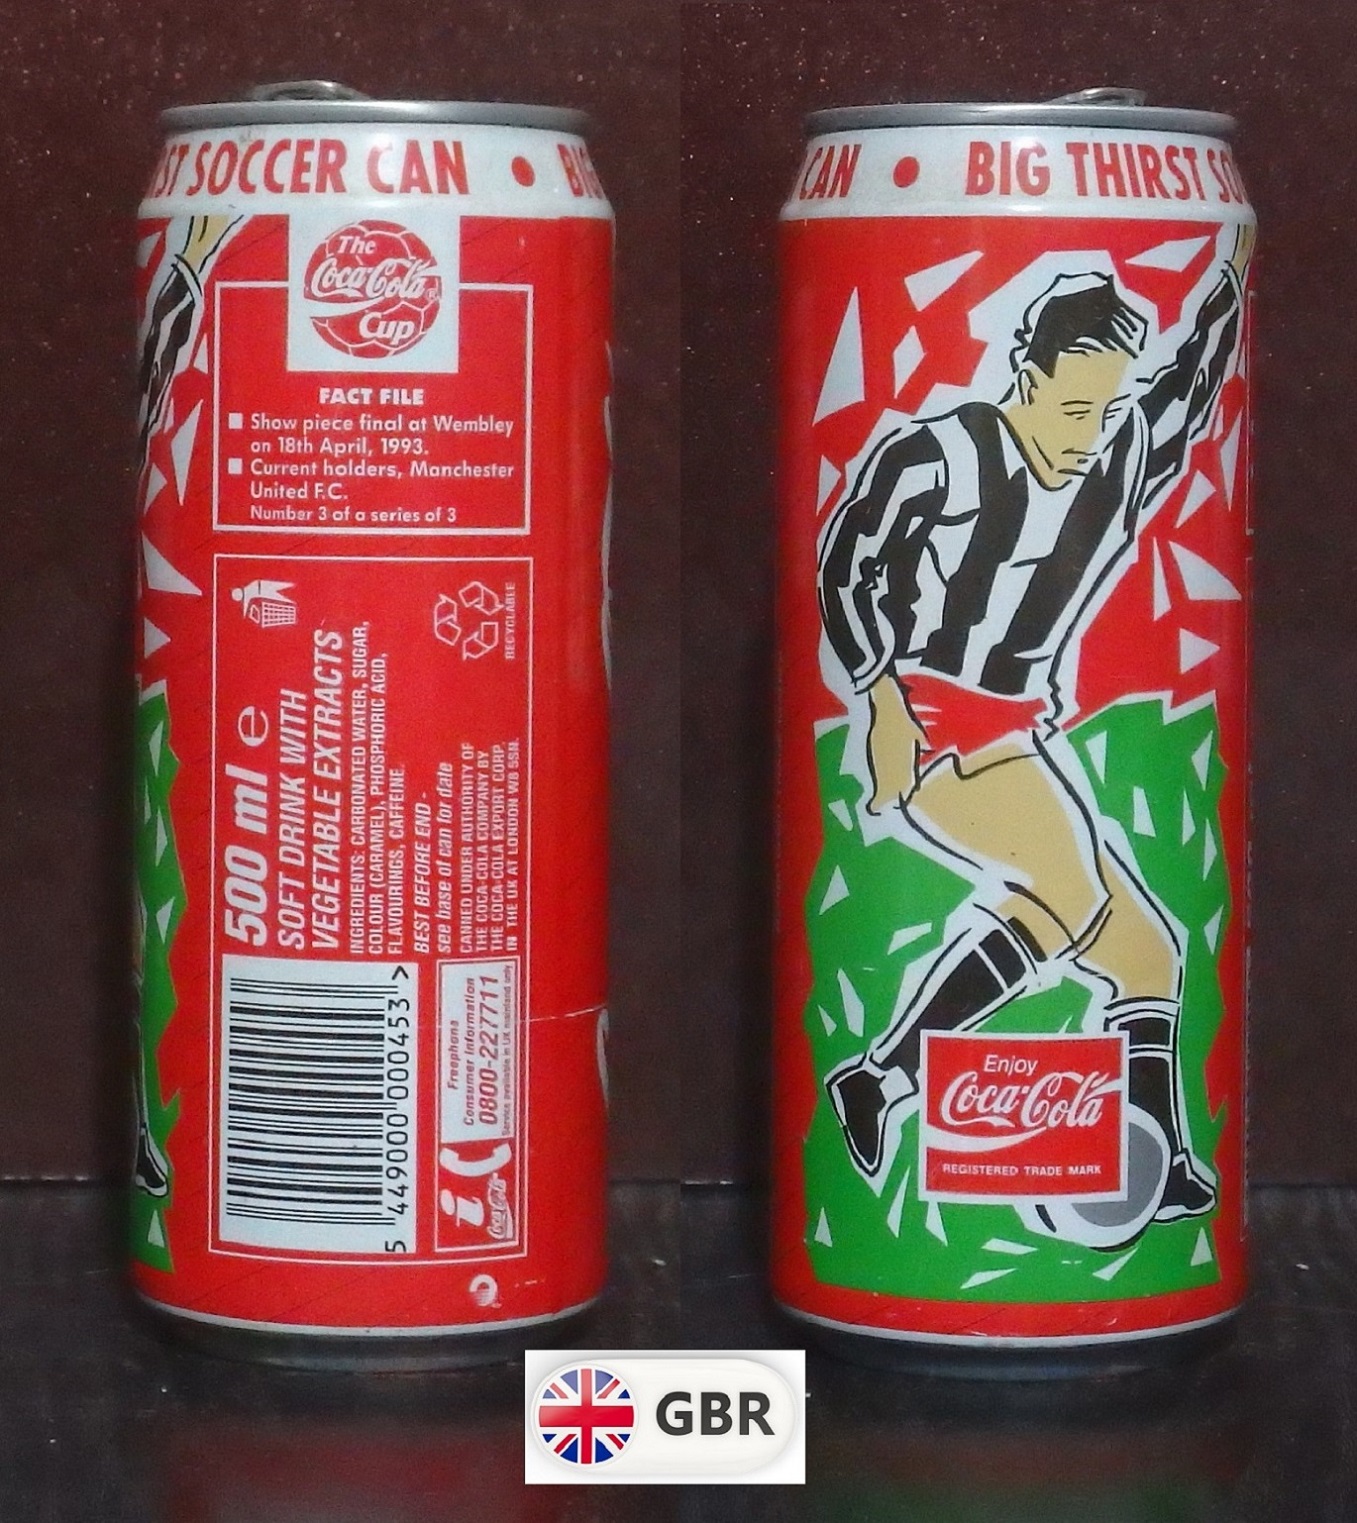 ST SOCCER CAN • BIG
The
Coca-Cola
Cup
FACT FILE
Show piece final at Wembley
on 18th April, 1993.
Current holders, Manchester
United F.C.
Number 3 of a series of 3
500 ml e
SOFT DRINK WITH
VEGETABLE EXTRACTS
INGREDIENTS: CARBONATED WATER, SUGAR,
COLOUR (CARAMEL), PHOSPHORIC ACID,
FLAVOURINGS, CAFFEINE.
BEST BEFORE END -
see base of can for date
CANNED UNDER AUTHORITY OF
THE COCA-COLA COMPANY BY
THE COCA-COLA EXPORT CORP.
IN THE UK AT LONDON W6 5SN.
RECYCLABLE
5 449000 000453 >
Freephone
Consumer Information
0800-227711
Service available in UK mainland only
i
Coca-Cola
CAN • BIG THIRST SO
Enjoy
Coca-Cola
REGISTERED TRADE MARK
GBR